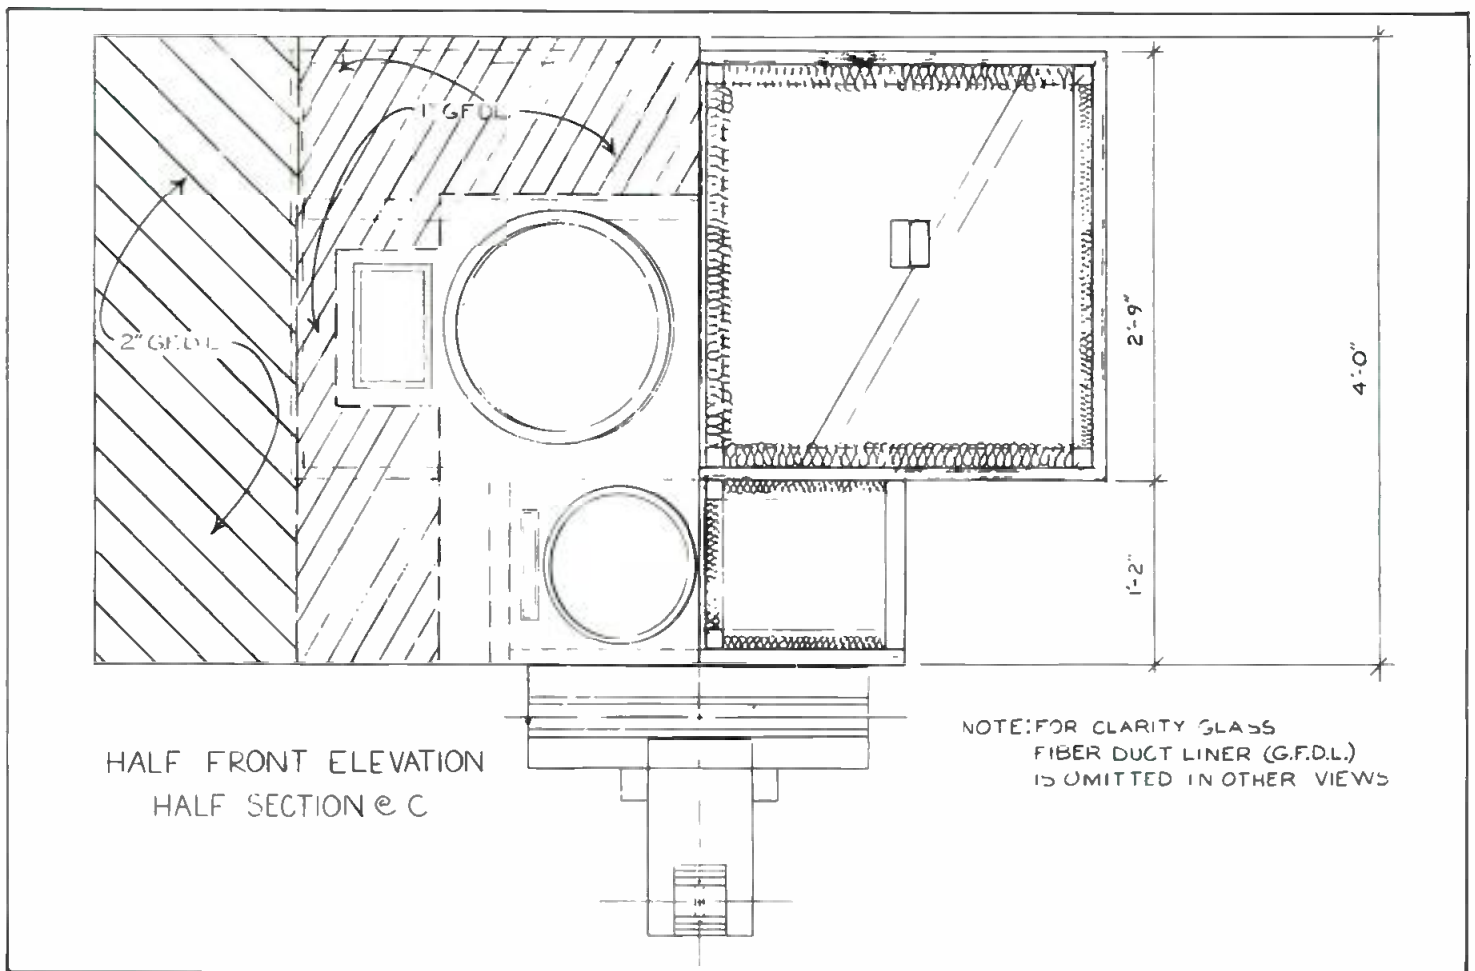 1" G.F.D.L.
2" G.F.D.L.
2'-9"
4'-0"
1'-2"
HALF FRONT ELEVATION
HALF SECTION @ C
NOTE: FOR CLARITY GLASS
FIBER DUCT LINER (G.F.D.L.)
IS OMITTED IN OTHER VIEWS